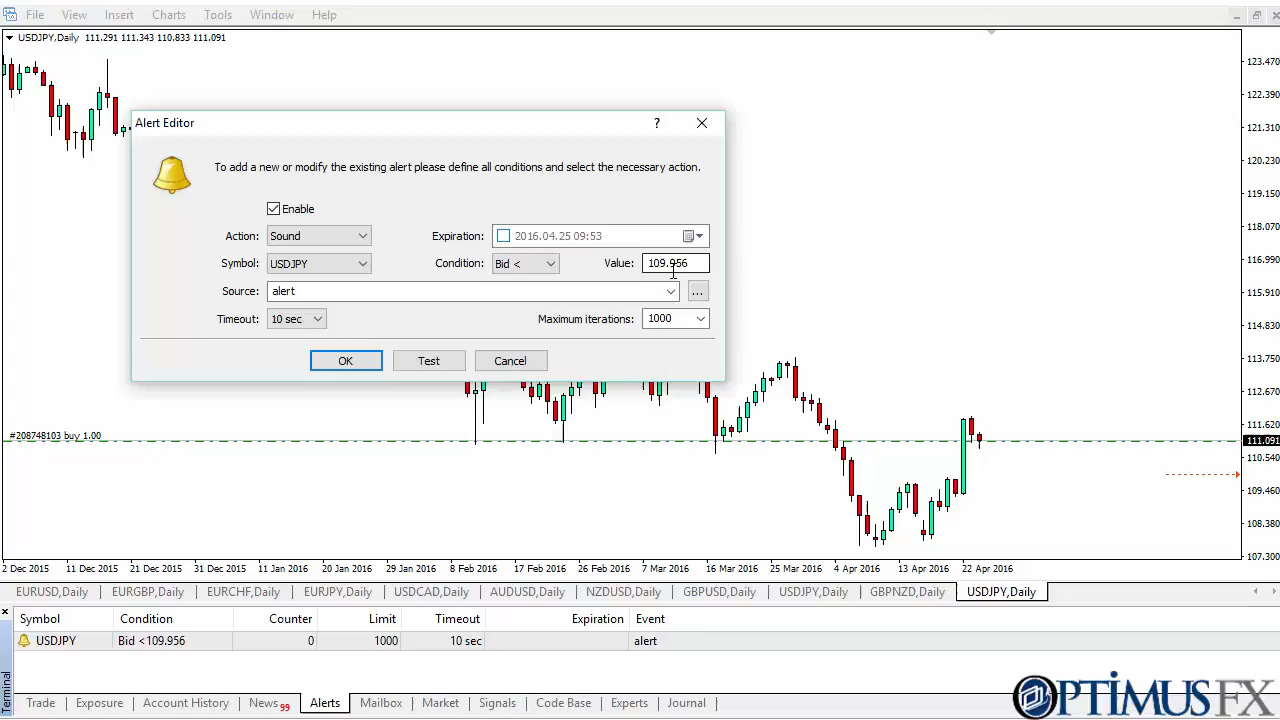 File View Insert Charts Tools Window Help
USDJPY,Daily 111.291 111.343 110.833 111.091
123.470
122.390
121.310
120.230
119.150
118.070
116.990
115.910
114.830
113.750
112.670
111.620
111.091
110.540
109.460
108.380
107.300
Alert Editor ?
To add a new or modify the existing alert please define all conditions and select the necessary action.
Enable
Action: Sound Expiration: 2016.04.25 09:53
Symbol: USDJPY Condition: Bid < Value: 109.956
Source: alert ...
Timeout: 10 sec Maximum iterations: 1000
OK Test Cancel
#208748103 buy 1.00
2 Dec 2015 11 Dec 2015 21 Dec 2015 30 Dec 2015 11 Jan 2016 20 Jan 2016 29 Jan 2016 8 Feb 2016 17 Feb 2016 26 Feb 2016 7 Mar 2016 16 Mar 2016 25 Mar 2016 4 Apr 2016 13 Apr 2016 22 Apr 2016
EURUSD,Daily EURGBP,Daily EURCHF,Daily EURJPY,Daily USDCAD,Daily AUDUSD,Daily NZDUSD,Daily GBPUSD,Daily USDJPY,Daily GBPNZD,Daily USDJPY,Daily
Symbol Condition Counter Limit Timeout Expiration Event
USDJPY Bid <109.956 0 1000 10 sec alert
Terminal
Trade Exposure Account History News 99 Alerts Mailbox Market Signals Code Base Experts Journal
OPTIMUSFX